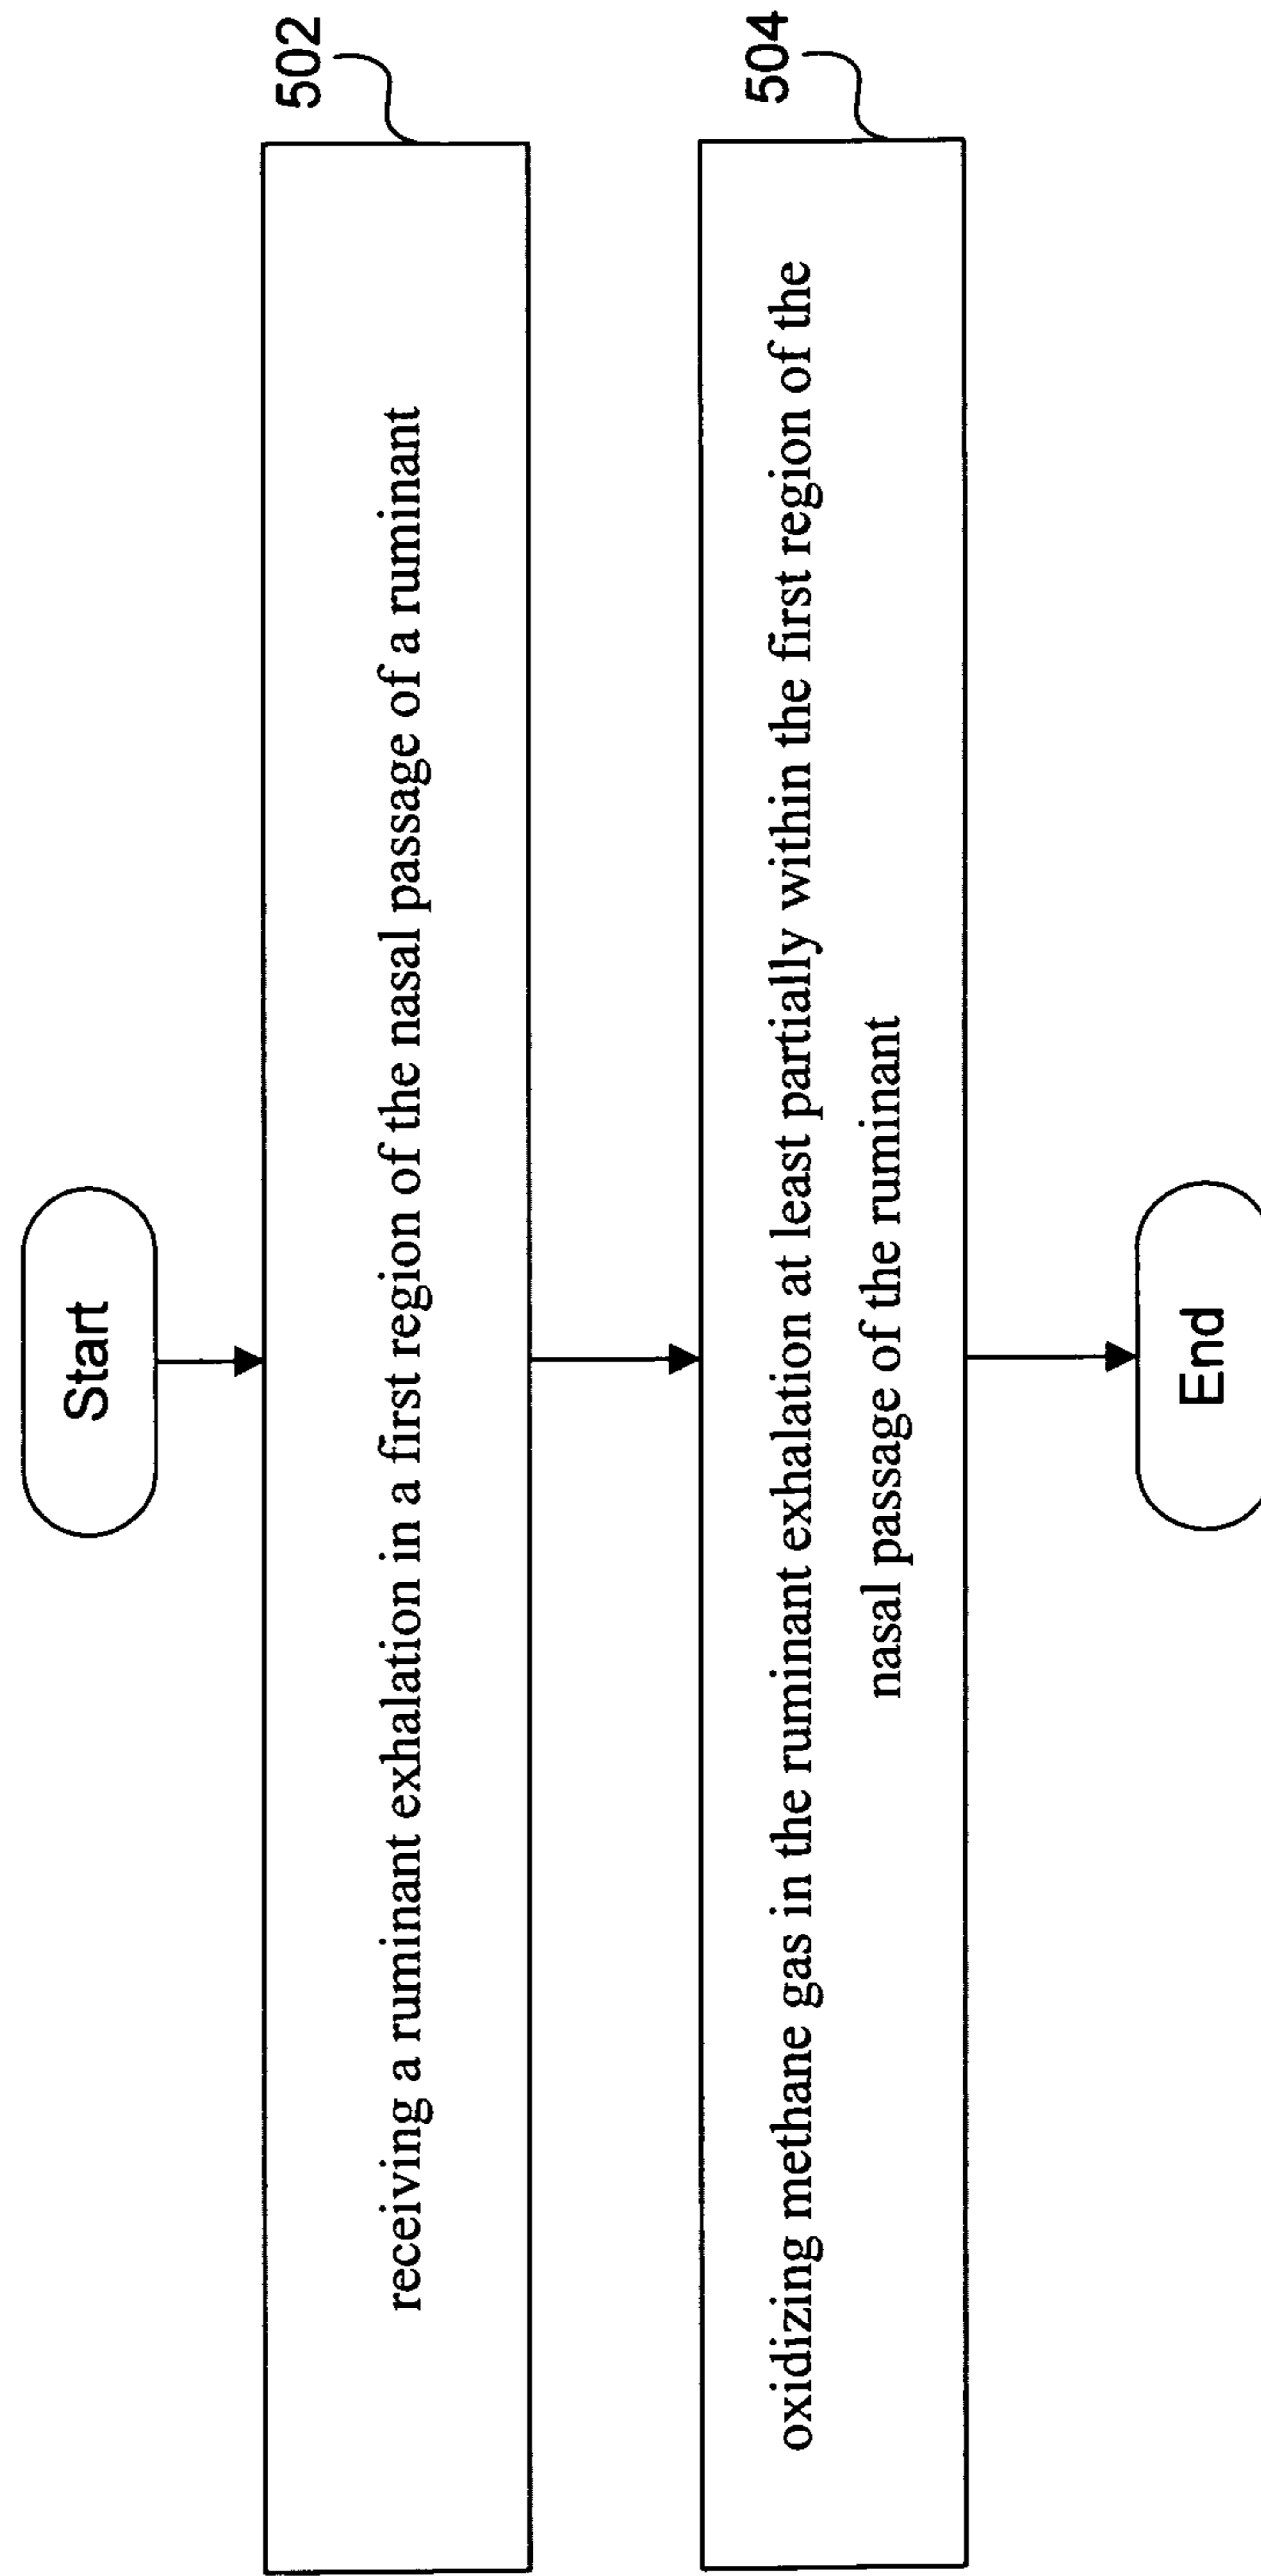 Start
502
receiving a ruminant exhalation in a first region of the nasal passage of a ruminant
504
oxidizing methane gas in the ruminant exhalation at least partially within the first region of the
nasal passage of the ruminant
End